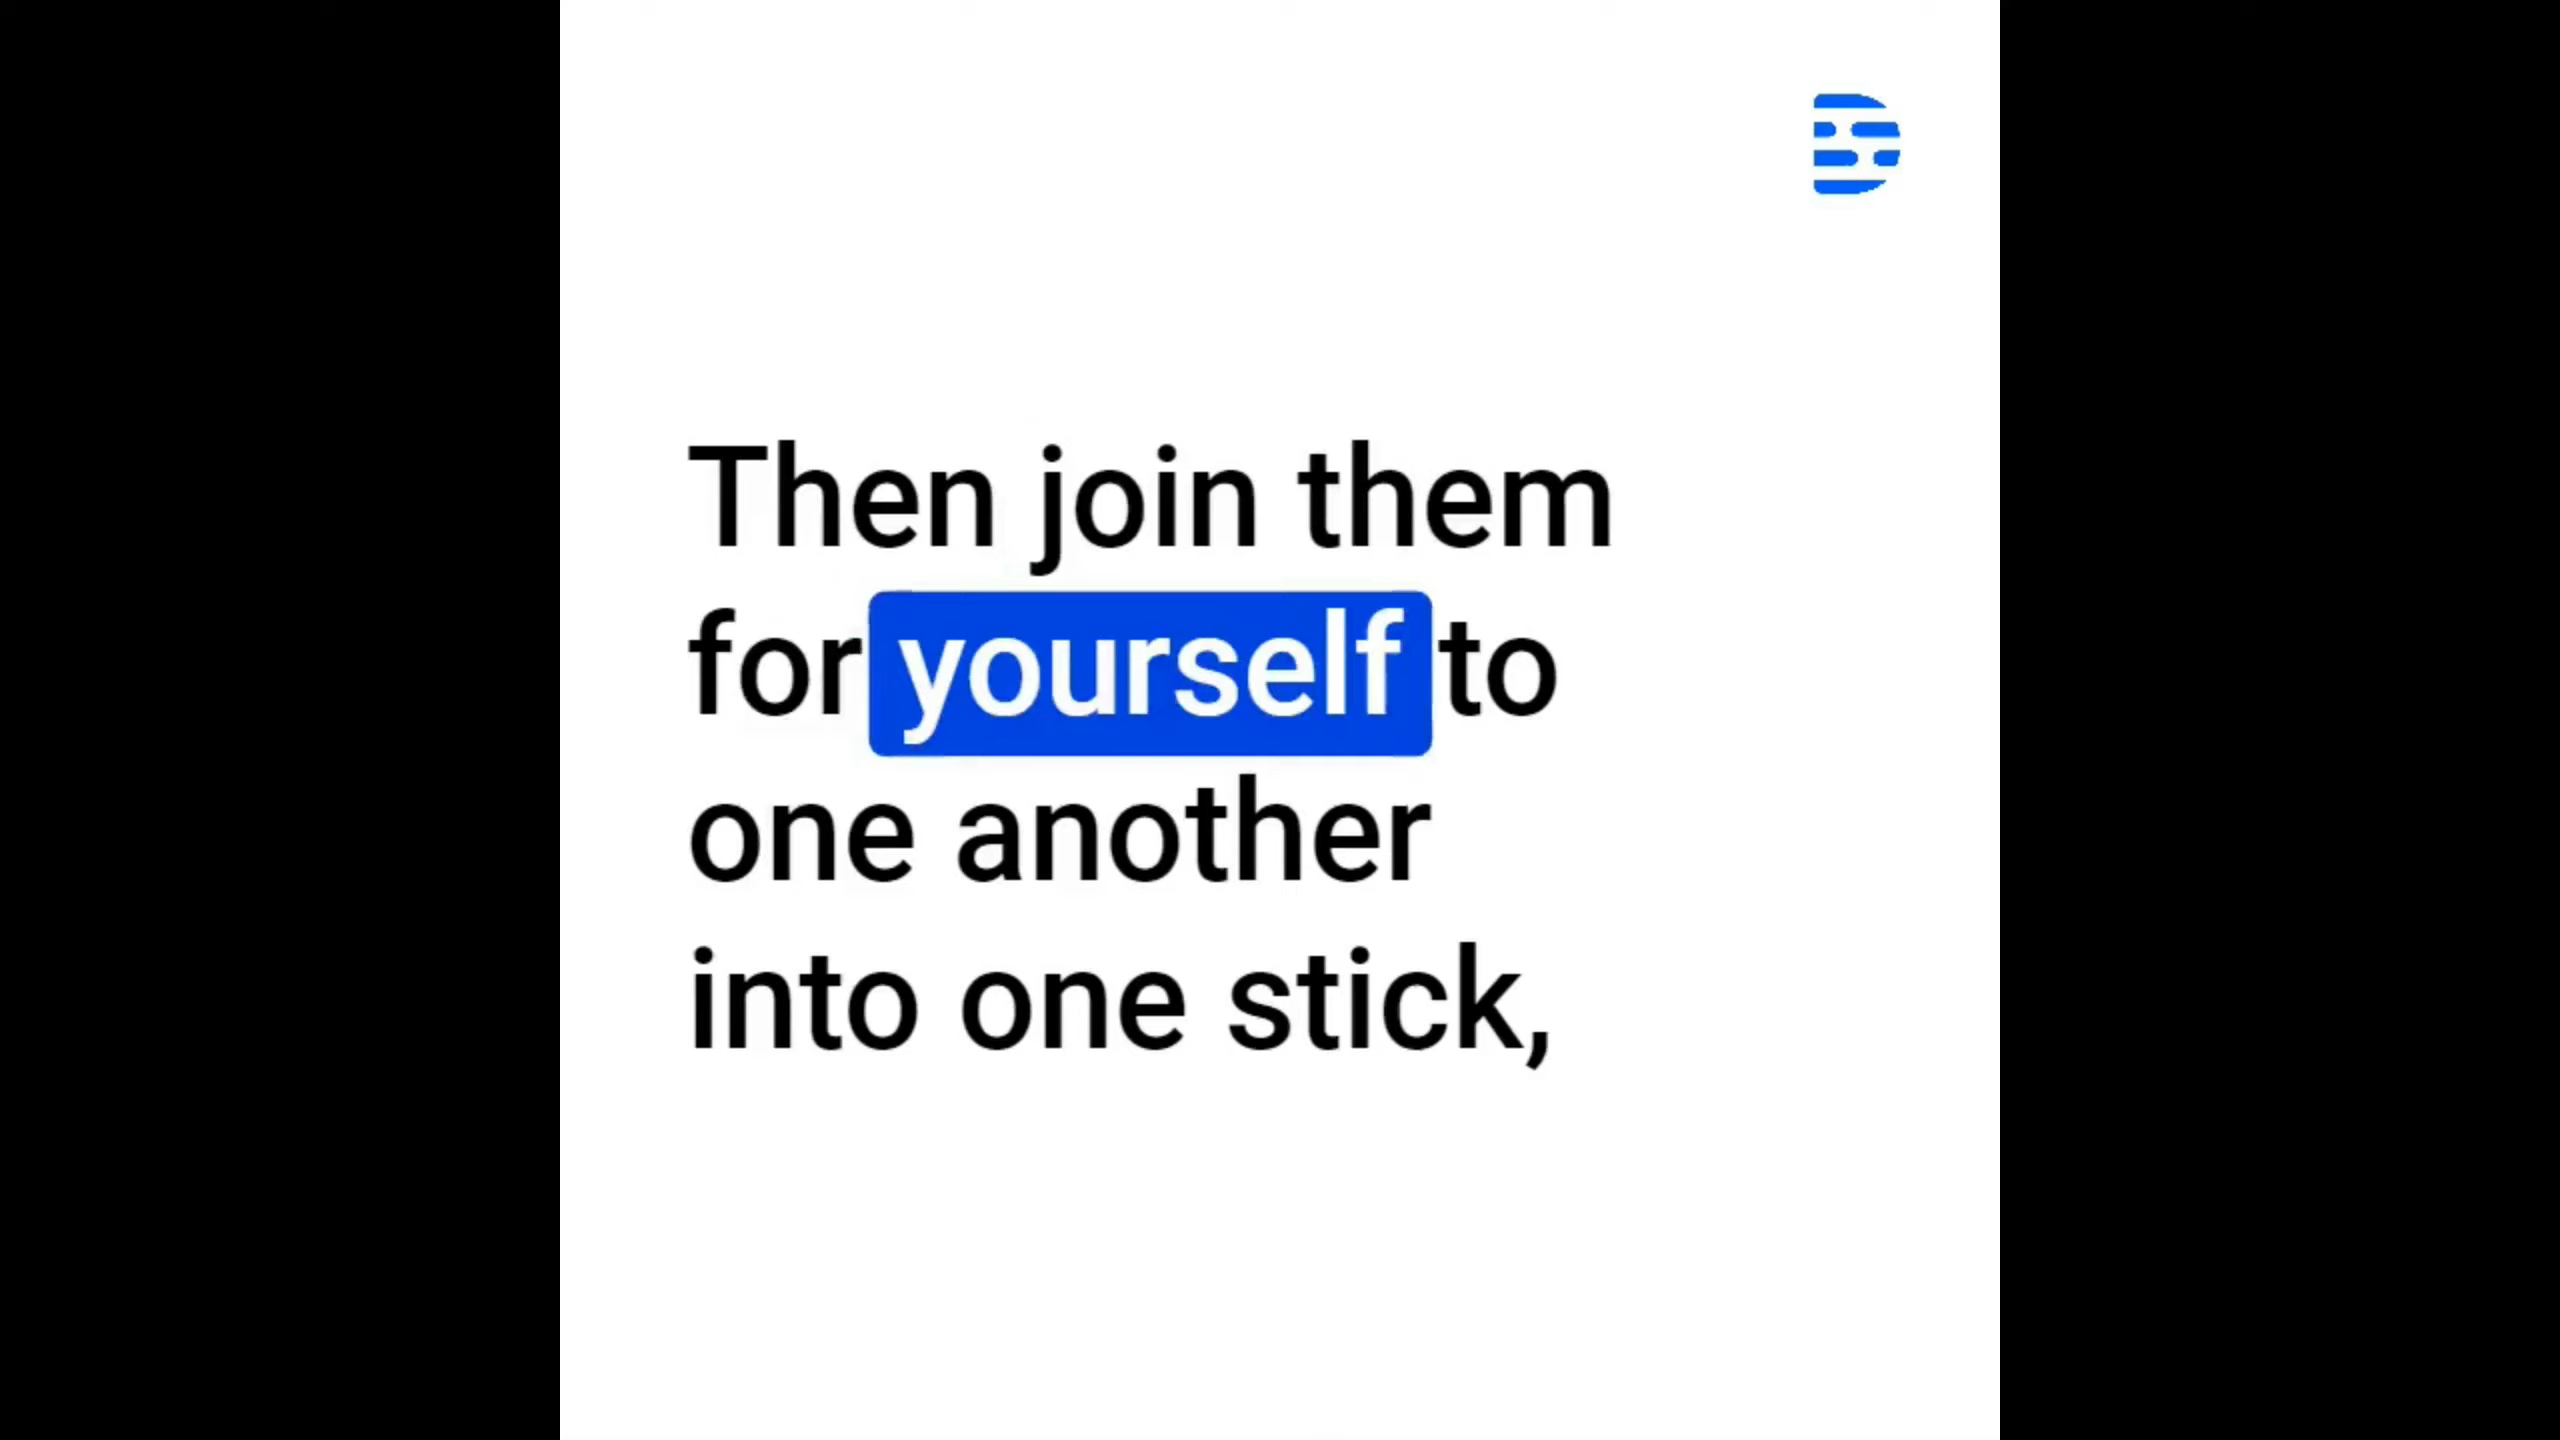 Then join them
for yourself to
one another
into one stick,